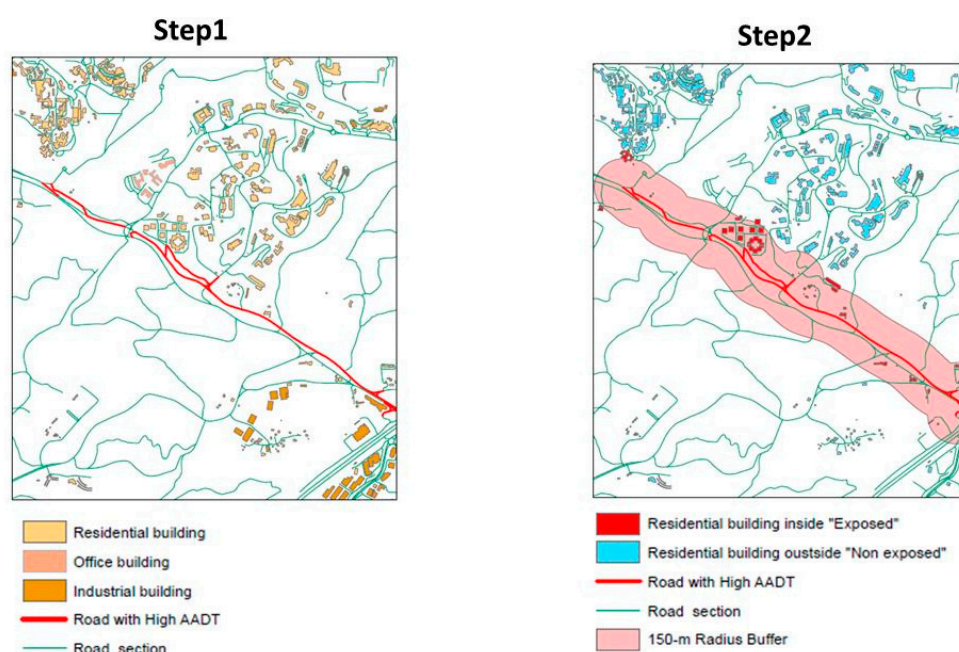 Step1
Step2
Residential building
Office building
Industrial building
Road with High AADT
Road section
Residential building inside "Exposed"
Residential building oustside "Non exposed"
Road with High AADT
Road section
150-m Radius Buffer